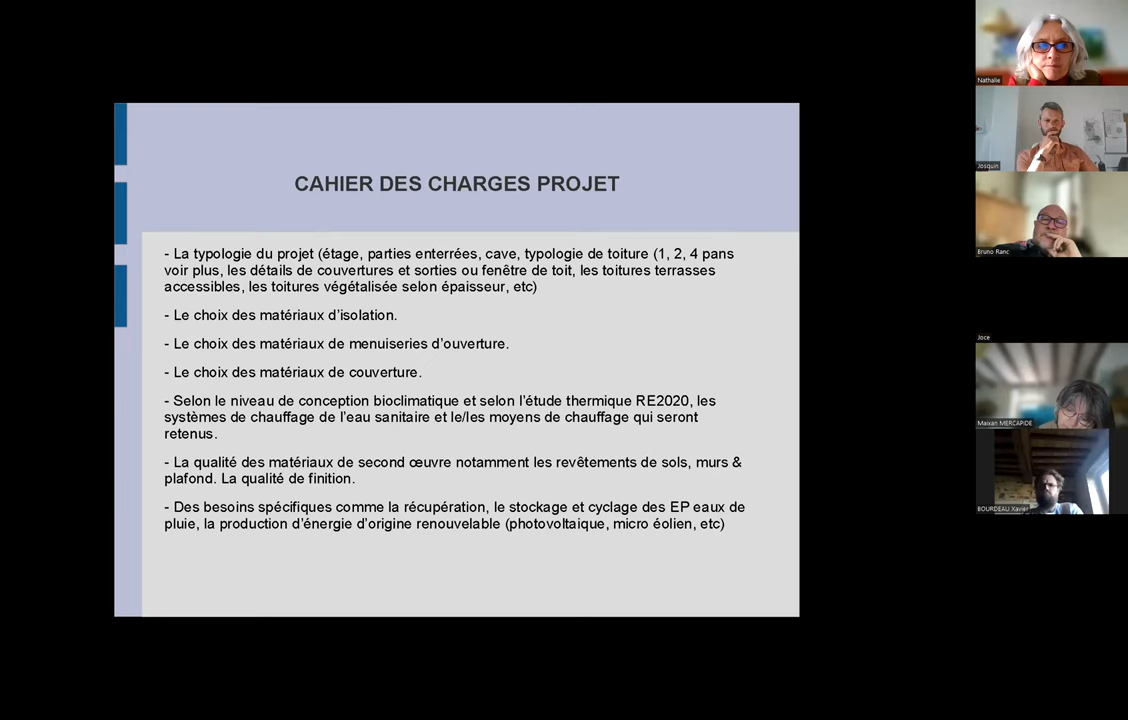 CAHIER DES CHARGES PROJET
- La typologie du projet (étage, parties enterrées, cave, typologie de toiture (1, 2, 4 pans
voir plus, les détails de couvertures et sorties ou fenêtre de toit, les toitures terrasses
accessibles, les toitures végétalisée selon épaisseur, etc)
- Le choix des matériaux d’isolation.
- Le choix des matériaux de menuiseries d’ouverture.
- Le choix des matériaux de couverture.
- Selon le niveau de conception bioclimatique et selon l’étude thermique RE2020, les
systèmes de chauffage de l’eau sanitaire et le/les moyens de chauffage qui seront
retenus.
- La qualité des matériaux de second œuvre notamment les revêtements de sols, murs &
plafond. La qualité de finition.
- Des besoins spécifiques comme la récupération, le stockage et cyclage des EP eaux de
pluie, la production d’énergie d’origine renouvelable (photovoltaique, micro éolien, etc)
Nathalie
Josquin
Bruno Ranc
Joce
Maixan MERCAPIDE
BOURDEAU Xavier